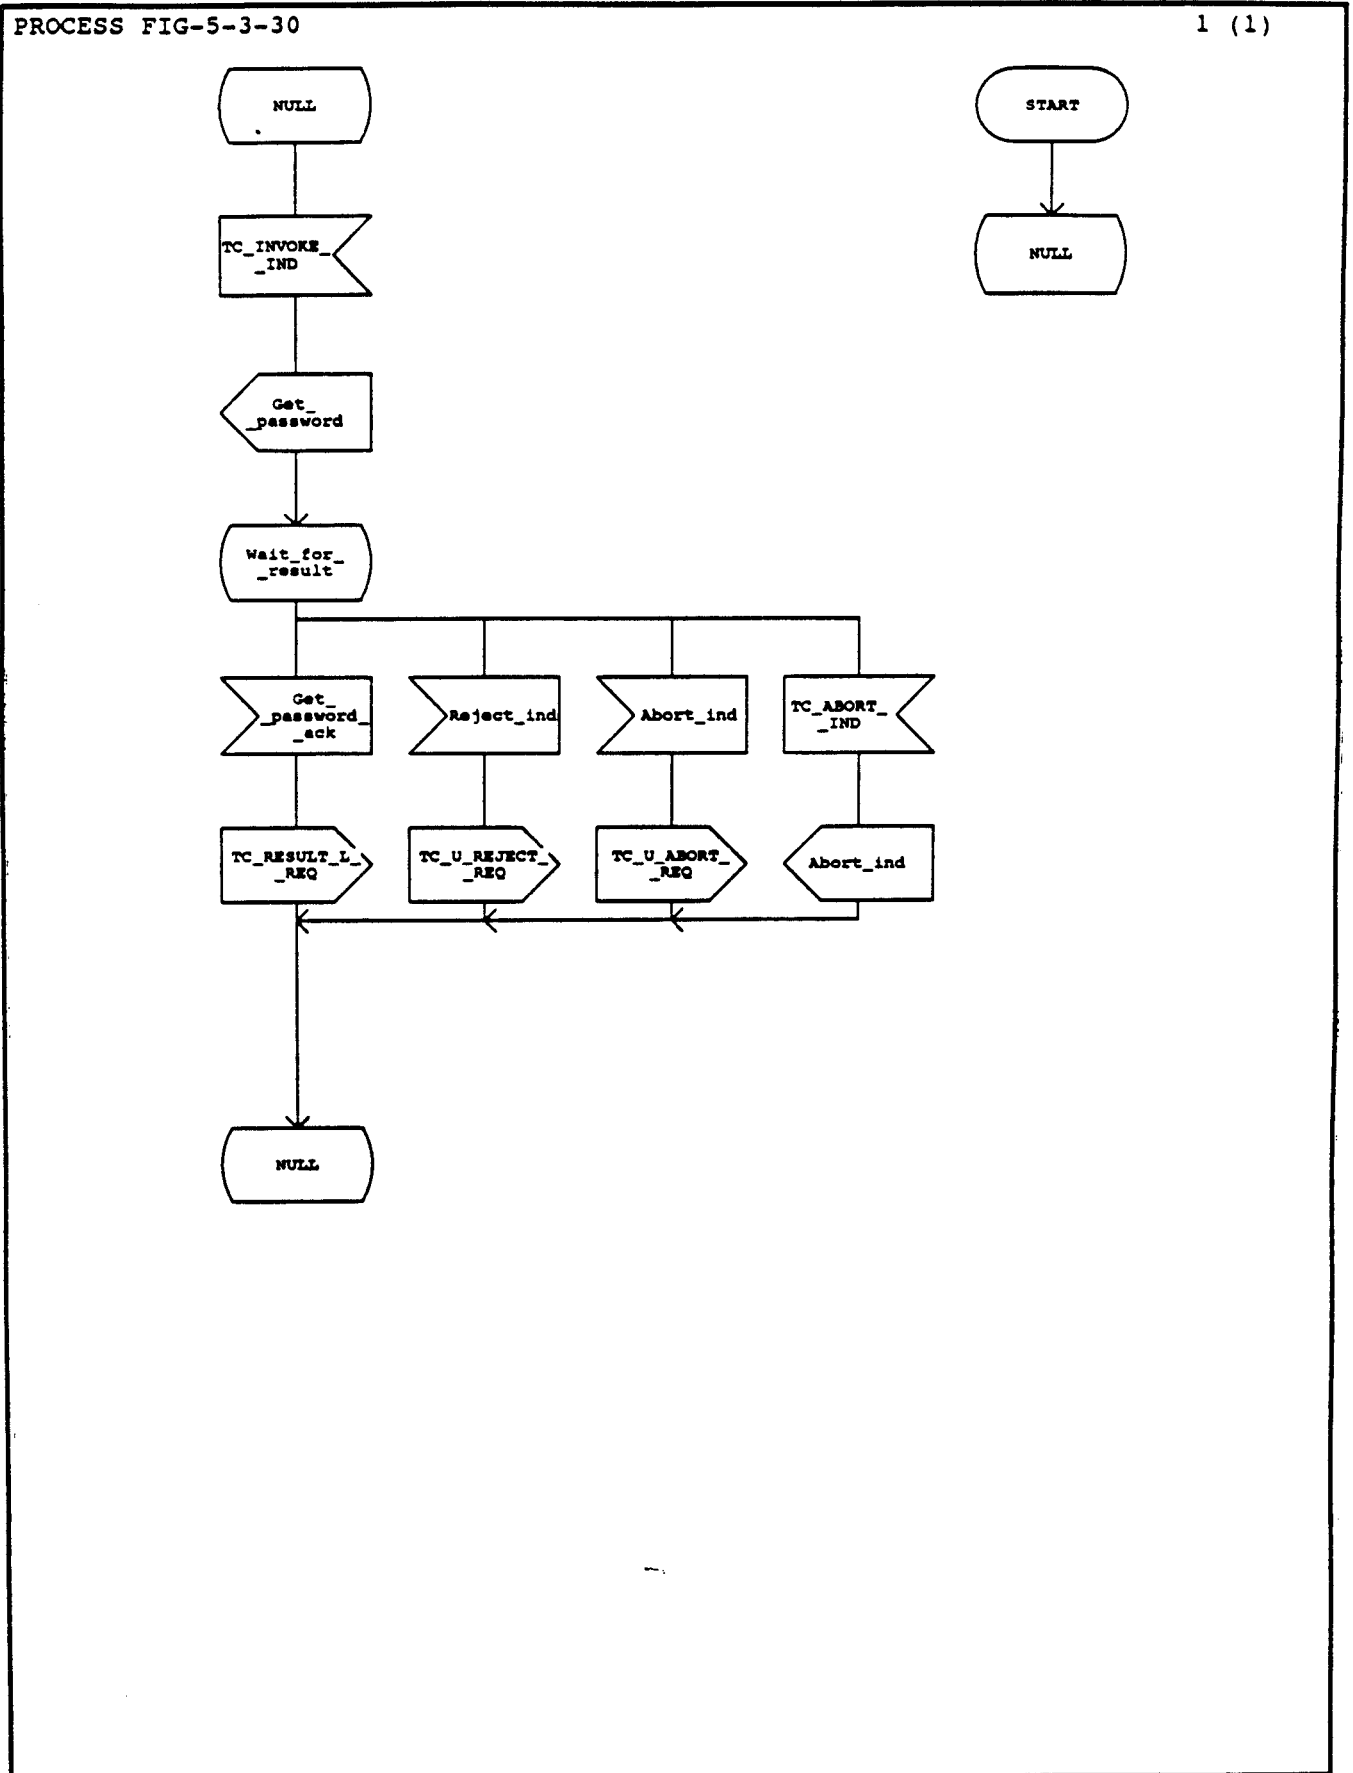 PROCESS FIG-5-3-30 1 (1)
NULL
START
TC_INVOKE_
_IND
NULL
Get_
_password
Wait_for_
_result
Get_
_password_
_ack
Reject_ind
Abort_ind
TC_ABORT_
_IND
TC_RESULT_L_
_REQ
TC_U_REJECT_
_REQ
TC_U_ABORT_
_REQ
Abort_ind
NULL